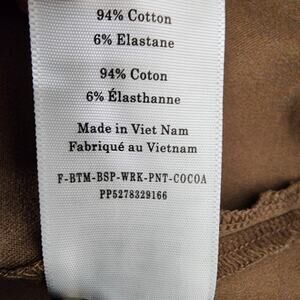 94% Cotton
6% Elastane
94% Coton
6% Élasthanne
Made in Viet Nam
Fabriqué au Vietnam
F-BTM-BSP-WRK-PNT-COCOA
PP5278329166